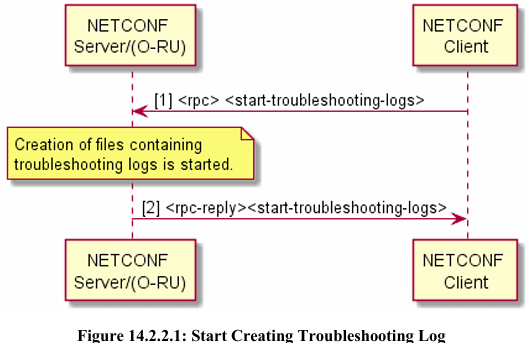 NETCONF
Server/(O-RU)
NETCONF
Client
[1] <rpc> <start-troubleshooting-logs>
Creation of files containing
troubleshooting logs is started.
[2] <rpc-reply><start-troubleshooting-logs>
NETCONF
Server/(O-RU)
NETCONF
Client
Figure 14.2.2.1: Start Creating Troubleshooting Log